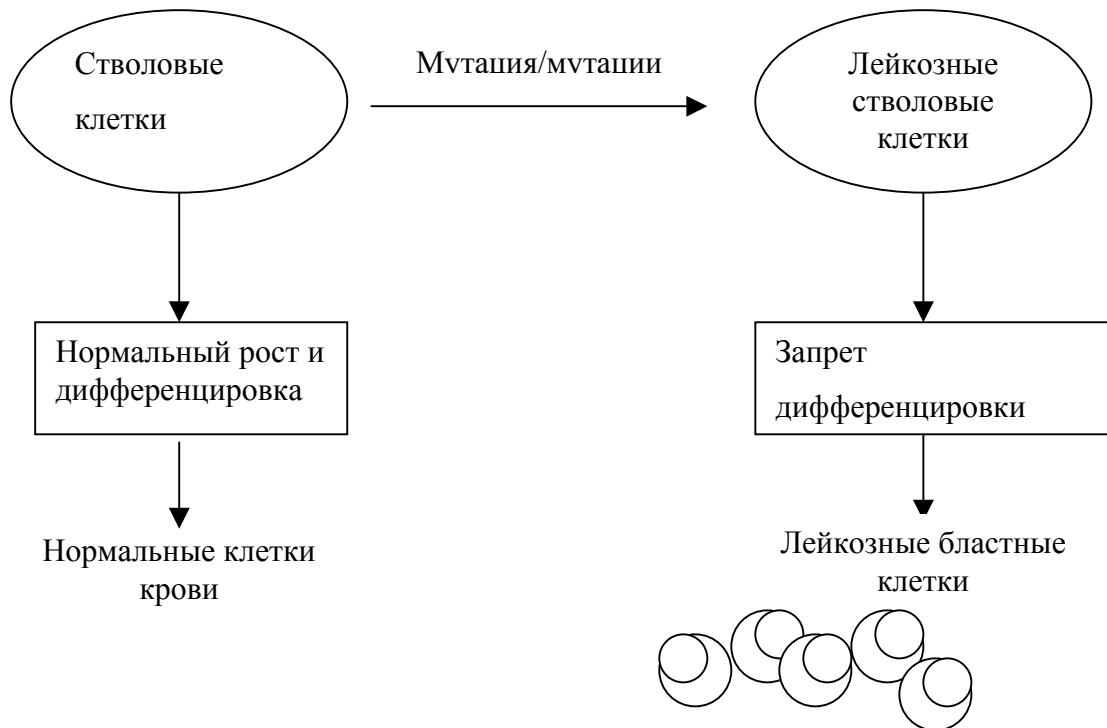 Стволовые
клетки
Мутация/мутации
Лейкозные
стволовые
клетки
Нормальный рост и
дифференцировка
Запрет
дифференцировки
Нормальные клетки
крови
Лейкозные бластные
клетки